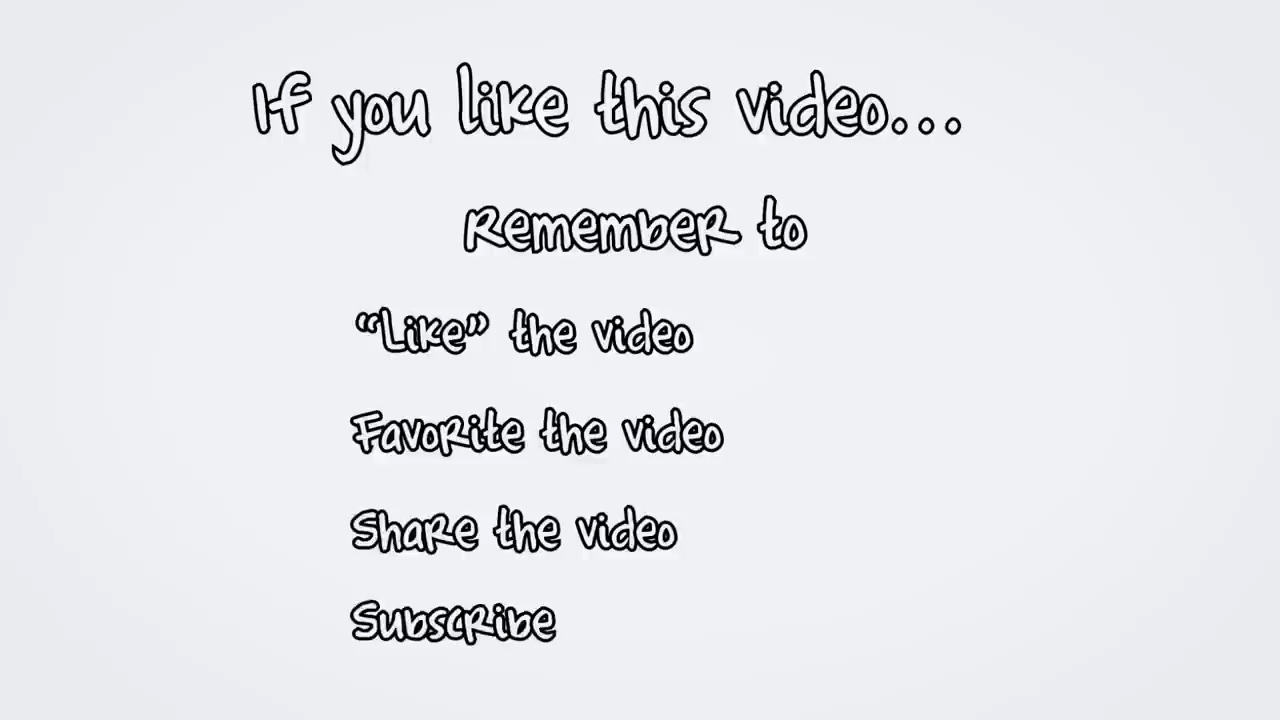 If you like this video...
Remember to
“Like” the video
Favorite the video
Share the video
Subscribe